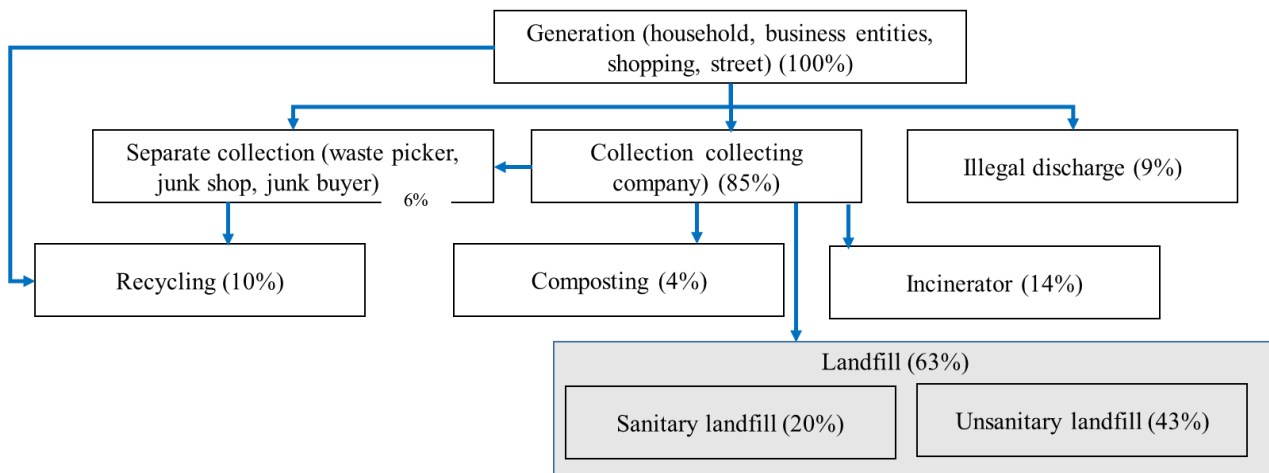 Generation (household, business entities,
shopping, street) (100%)
Separate collection (waste picker,
junk shop, junk buyer)
6%
Collection collecting
company) (85%)
Illegal discharge (9%)
Recycling (10%)
Composting (4%)
Incinerator (14%)
Landfill (63%)
Sanitary landfill (20%)
Unsanitary landfill (43%)